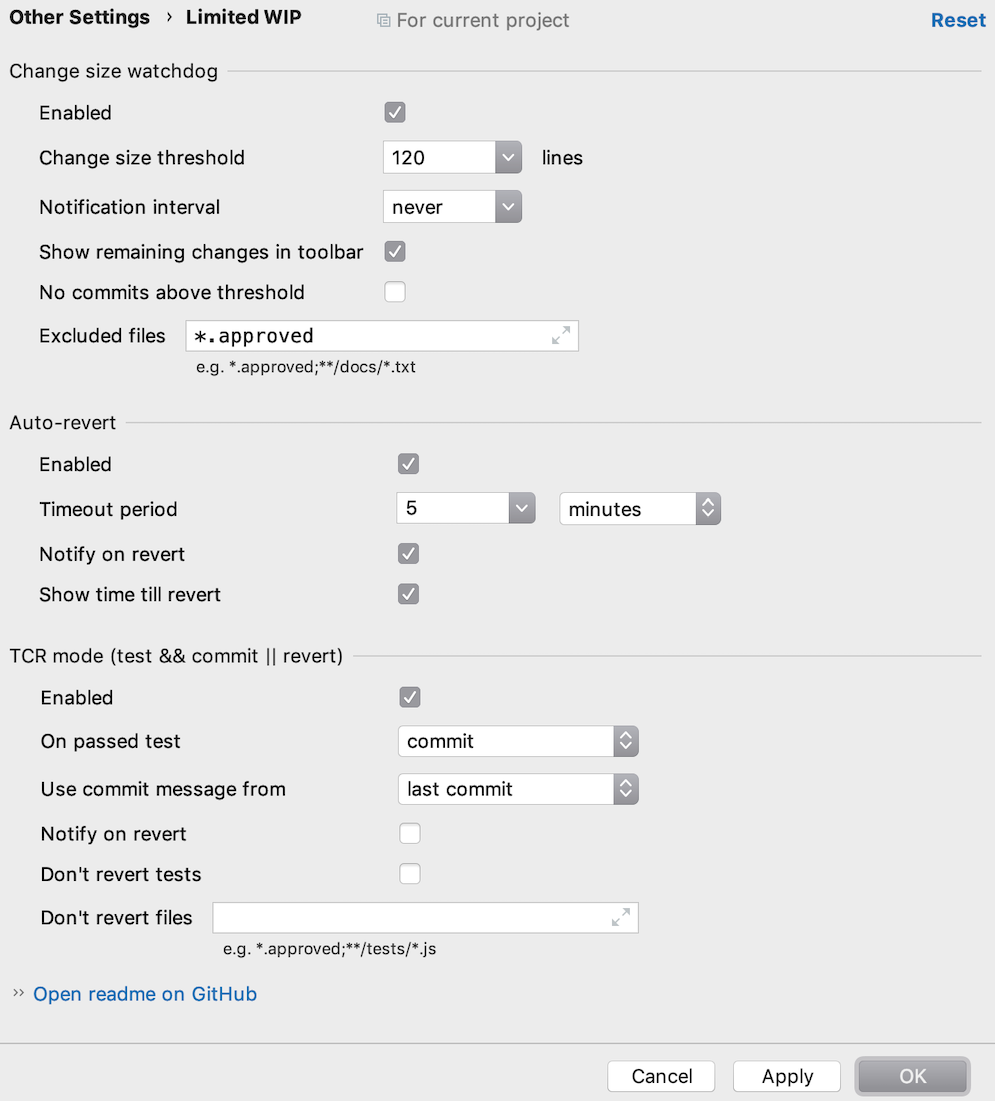 Other Settings › Limited WIP For current project Reset
Change size watchdog
Enabled
Change size threshold 120 lines
Notification interval never
Show remaining changes in toolbar
No commits above threshold
Excluded files *.approved
e.g. *.approved;**/docs/*.txt
Auto-revert
Enabled
Timeout period 5 minutes
Notify on revert
Show time till revert
TCR mode (test && commit || revert)
Enabled
On passed test commit
Use commit message from last commit
Notify on revert
Don't revert tests
Don't revert files
e.g. *.approved;**/tests/*.js
Open readme on GitHub
Cancel Apply OK